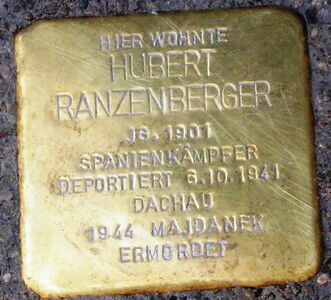 HIER WOHNTE
HUBERT
RANZENBERGER
JG. 1901
SPANIENKÄMPFER
DEPORTIERT 6.10.1941
DACHAU
1944 MAJDANEK
ERMORDET